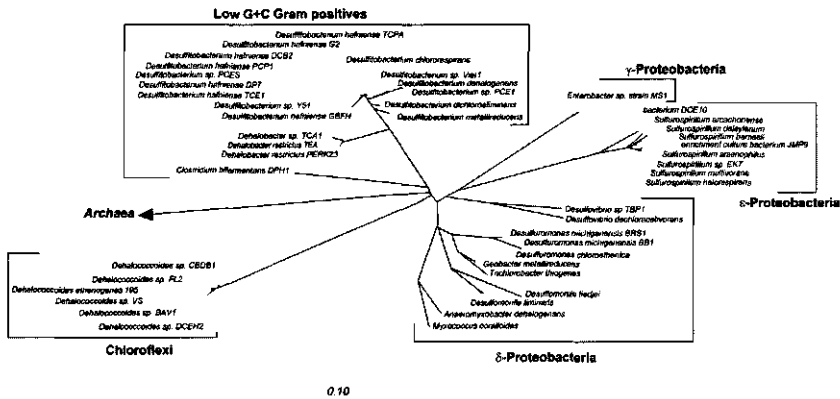 Low G+C Gram positives
Desulfitobacterium hafniense TCPA
Desulfitobacterium hafniense G2
Desulfitobacterium hafniense DCB2
Desulfitobacterium chlororespirans
Desulfitobacterium hafniense PCP1
Desulfitobacterium sp. PCES
Desulfitobacterium sp. Viet1
Desulfitobacterium hafniense DP7
Desulfitobacterium dehalogenans
Desulfitobacterium hafniense TCE1
Desulfitobacterium sp. PCE1
Desulfitobacterium sp. Y51
Desulfitobacterium dichloroeliminans
Desulfitobacterium hafniense GBFH
Desulfitobacterium metallireducens
Dehalobacter sp. TCA1
Dehalobacter restrictus TEA
Dehalobacter restrictus PERK23
Clostridium bifermentans DPH1
γ-Proteobacteria
Enterobacter sp. strain MS1
bacterium DCE10
Sulfurospirillum arcachonense
Sulfurospirillum deleyianum
Sulfurospirillum barnesii
enrichment culture bacterium JMP9
Sulfurospirillum arsenophilus
Sulfurospirillum sp. EK7
Sulfurospirillum multivorans
Sulfurospirillum halorespirans
ε-Proteobacteria
Archaea
Desulfovibrio sp TBP1
Desulfovibrio dechloracetivorans
Desulfuromonas michiganensis BRS1
Desulfuromonas michiganensis BB1
Desulfuromonas chloroethenica
Geobacter metallireducens
Trichlorobacter thiogenes
Desulfomonile tiedjei
Desulfomonile limimaris
Anaeromyxobacter dehalogenans
Myxococcus coralloides
δ-Proteobacteria
Dehalococcoides sp. CBDB1
Dehalococcoides sp. FL2
Dehalococcoides ethenogenes 195
Dehalococcoides sp. VS
Dehalococcoides sp. BAV1
Dehalococcoides sp. DCEH2
Chloroflexi
0.10